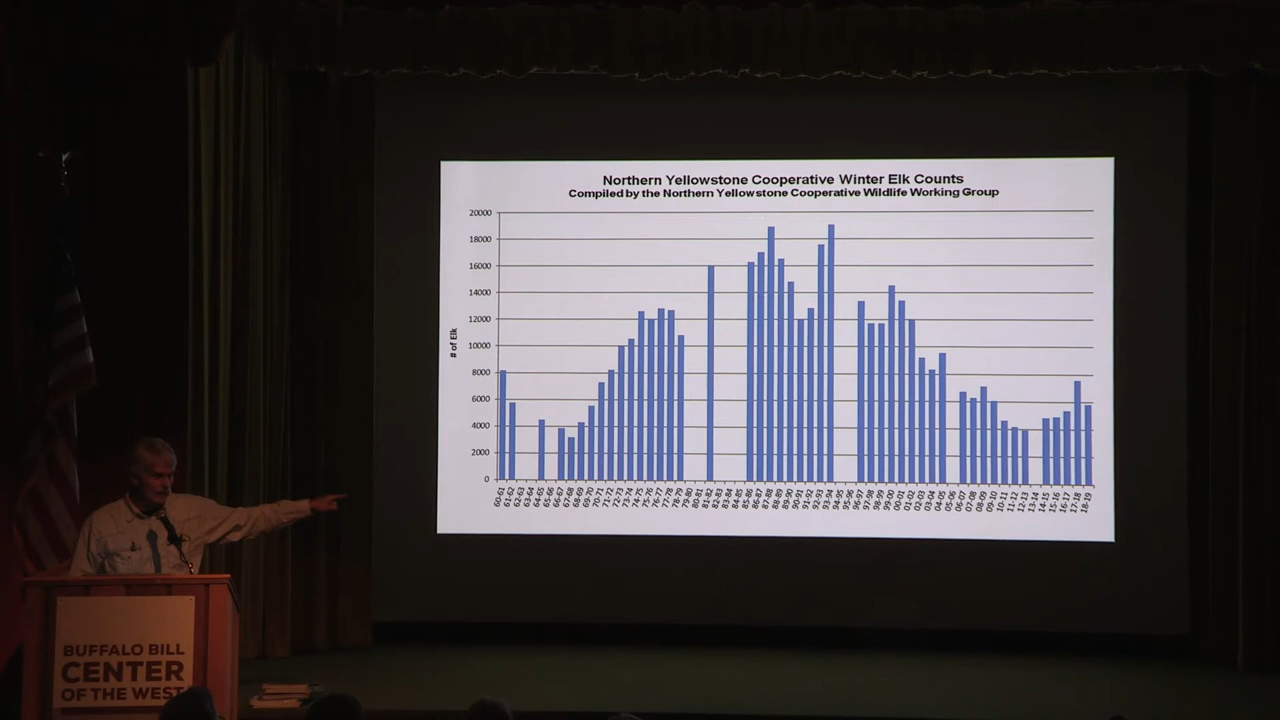 Northern Yellowstone Cooperative Winter Elk Counts
Compiled by the Northern Yellowstone Cooperative Wildlife Working Group
# of Elk
20000
18000
16000
14000
12000
10000
8000
6000
4000
2000
0
60-61 61-62 62-63 63-64 64-65 65-66 66-67 67-68 68-69 69-70 70-71 71-72 72-73 73-74 74-75 75-76 76-77 77-78 78-79 79-80 80-81 81-82 82-83 83-84 84-85 85-86 86-87 87-88 88-89 89-90 90-91 91-92 92-93 93-94 94-95 95-96 96-97 97-98 98-99 99-00 00-01 01-02 02-03 03-04 04-05 05-06 06-07 07-08 08-09 09-10 10-11 11-12 12-13 13-14 14-15 15-16 16-17 17-18 18-19
BUFFALO BILL
CENTER
OF THE WEST